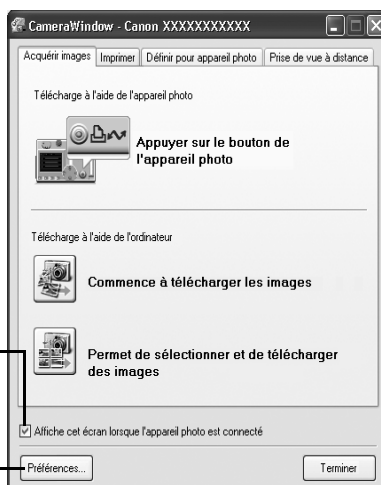 CameraWindow - Canon XXXXXXXXXXX
Acquérir images Imprimer Définir pour appareil photo Prise de vue à distance
Télécharge à l'aide de l'appareil photo
Appuyer sur le bouton de
l'appareil photo
Télécharge à l'aide de l'ordinateur
Commence à télécharger les images
Permet de sélectionner et de télécharger
des images
Affiche cet écran lorsque l'appareil photo est connecté
Préférences... Terminer